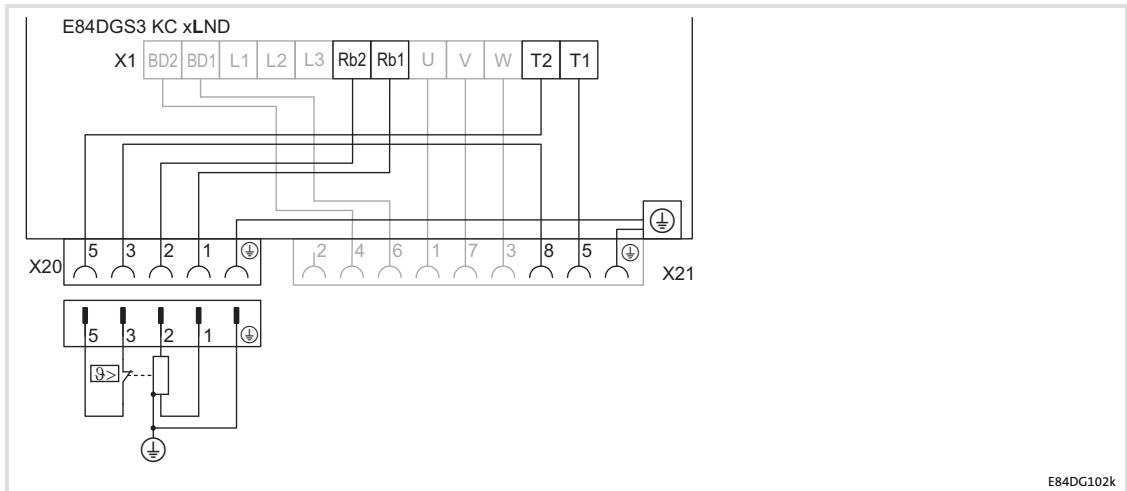 E84DGS3 KC xLND
X1 BD2 BD1 L1 L2 L3 Rb2 Rb1 U V W T2 T1
X20 5 3 2 1
2 4 6 1 7 3 8 5 X21
5 3 2 1
ϑ>
E84DG102k